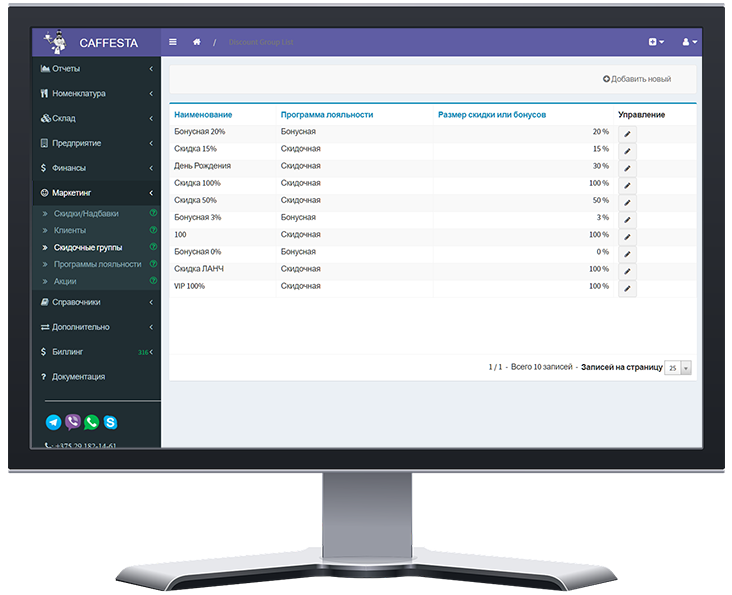 CAFFESTA
/ Discount Group List
Отчеты
Номенклатура
Склад
Предприятие
$ Финансы
Маркетинг
» Скидки/Надбавки ?
» Клиенты ?
» Скидочные группы ?
» Программы лояльности ?
» Акции ?
Справочники
Дополнительно
$ Биллинг 316
? Документация
: +375 29 182-14-61
Добавить новый
Наименование Программа лояльности Размер скидки или бонусов Управление
Бонусная 20% Бонусная 20 %
Скидка 15% Скидочная 15 %
День Рождения Скидочная 30 %
Скидка 100% Скидочная 100 %
Скидка 50% Скидочная 50 %
Бонусная 3% Бонусная 3 %
100 Скидочная 100 %
Бонусная 0% Бонусная 0 %
Скидка ЛАНЧ Скидочная 100 %
VIP 100% Скидочная 100 %
1 / 1 - Всего 10 записей - Записей на страницу 25